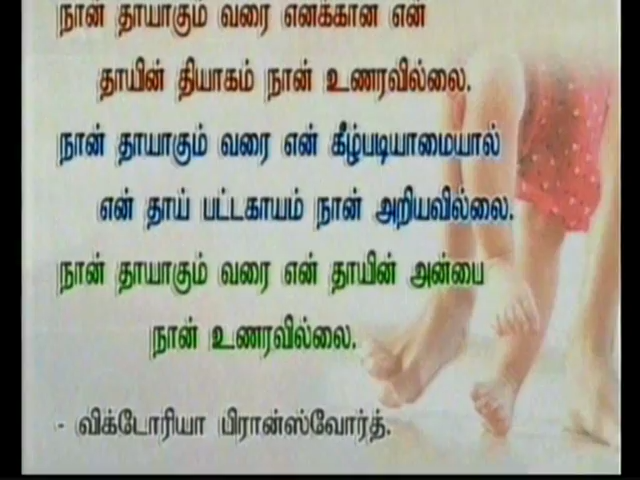 நான் தாயாகும் வரை எனக்கான என்
தாயின் தியாகம் நான் உணரவில்லை.
நான் தாயாகும் வரை என் கீழ்படியாமையால்
என் தாய் பட்டகாயம் நான் அறியவில்லை.
நான் தாயாகும் வரை என் தாயின் அன்பை
நான் உணரவில்லை.
- விக்டோரியா பிரான்ஸ்வோர்த்.